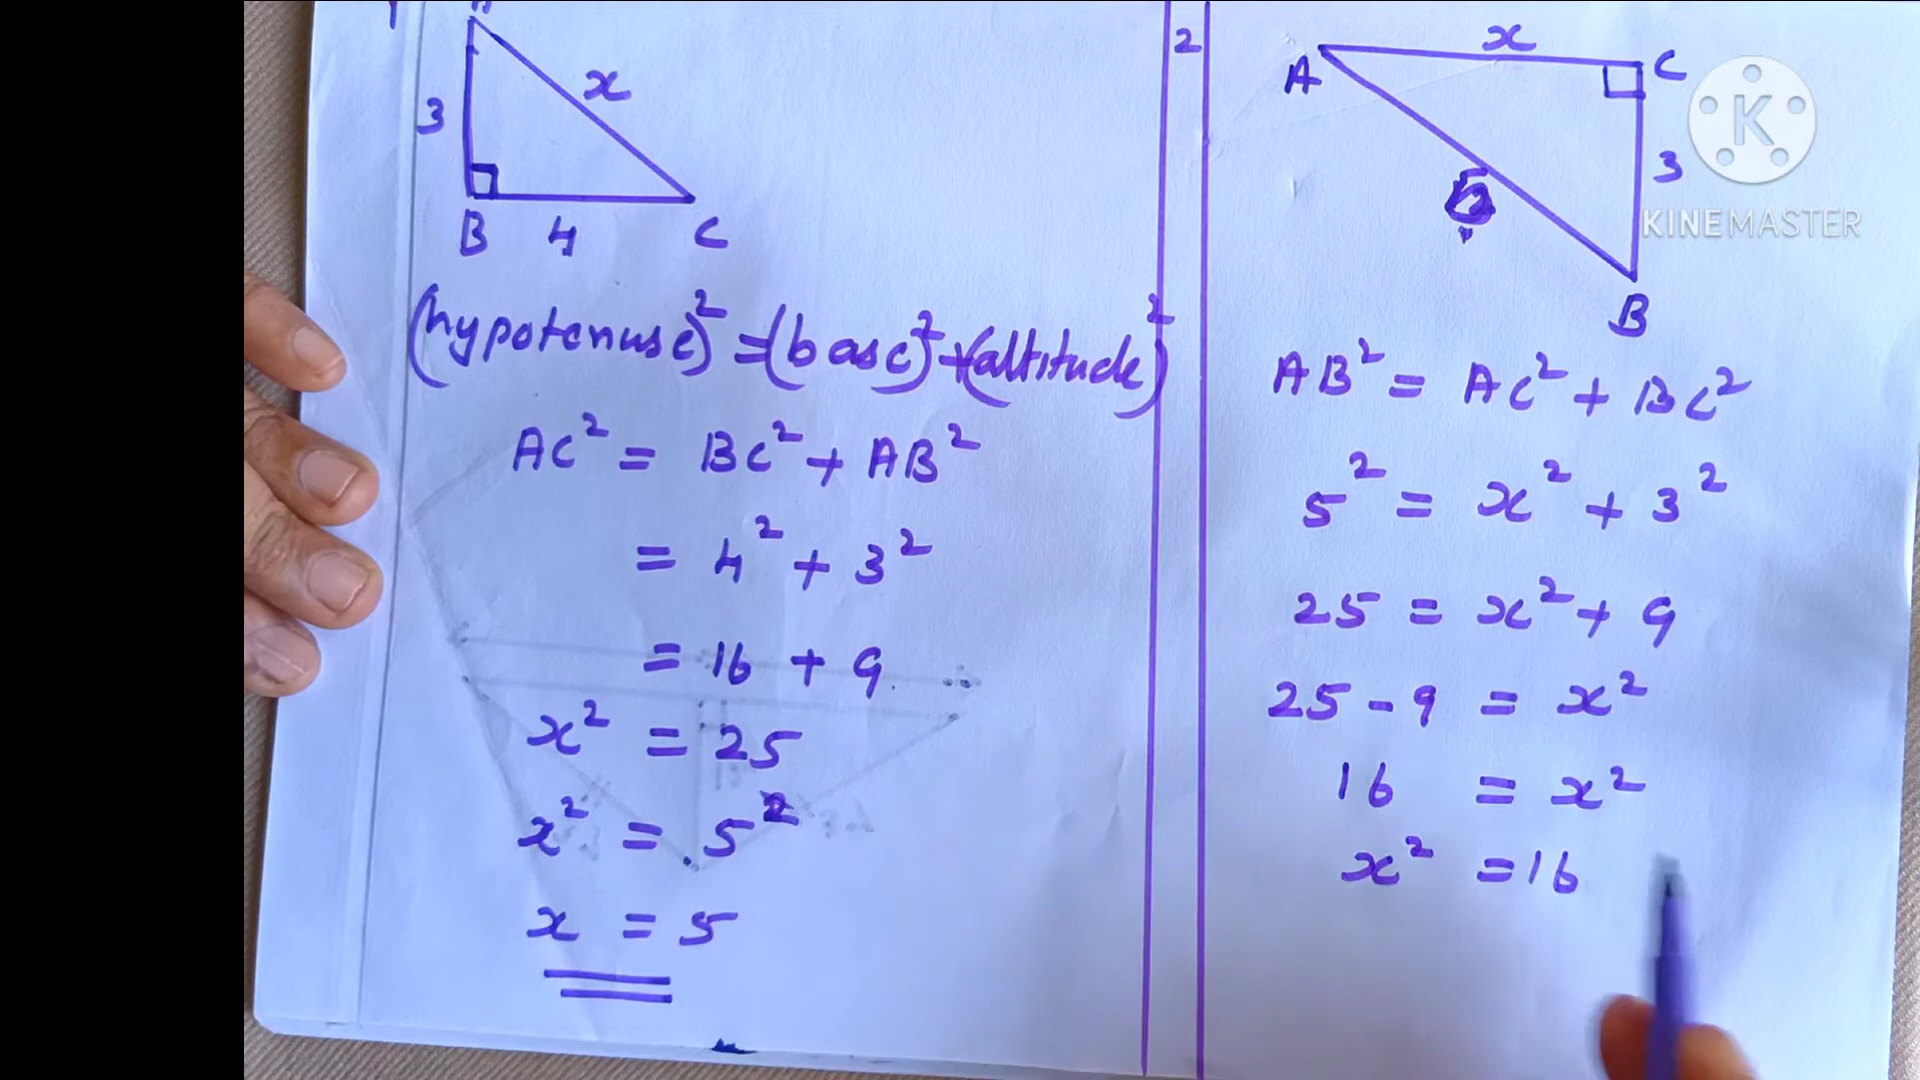 1
A
x
3
B 4 C
(hypotenuse)² = (base)² + (altitude)²
AC² = BC² + AB²
= 4² + 3²
= 16 + 9
x² = 25
x² = 5²
x = 5
2
x
A C
3
B
AB² = AC² + BC²
5² = x² + 3²
25 = x² + 9
25 - 9 = x²
16 = x²
x² = 16
K
KINEMASTER